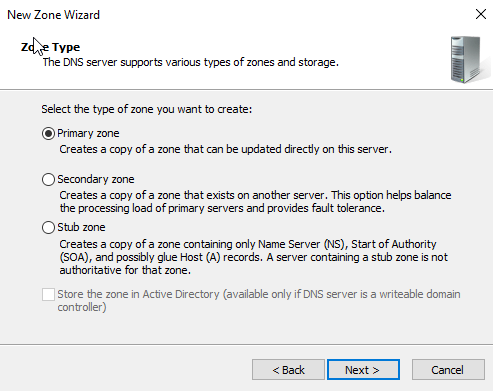 New Zone Wizard
Zone Type
The DNS server supports various types of zones and storage.
Select the type of zone you want to create:
Primary zone
Creates a copy of a zone that can be updated directly on this server.
Secondary zone
Creates a copy of a zone that exists on another server. This option helps balance
the processing load of primary servers and provides fault tolerance.
Stub zone
Creates a copy of a zone containing only Name Server (NS), Start of Authority
(SOA), and possibly glue Host (A) records. A server containing a stub zone is not
authoritative for that zone.
Store the zone in Active Directory (available only if DNS server is a writeable domain
controller)
< Back
Next >
Cancel